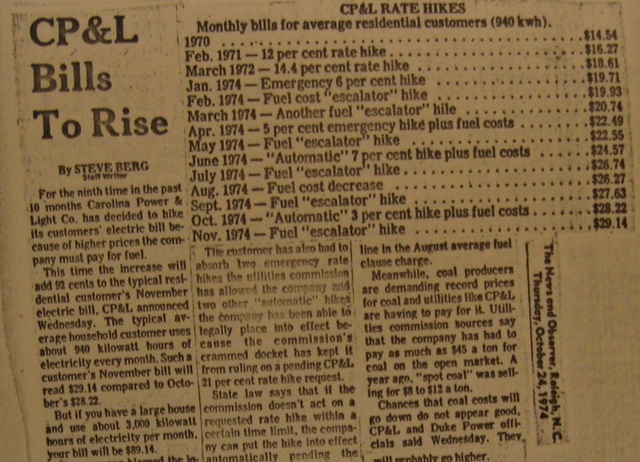 CP&L
Bills
To Rise
By STEVE BERG
Staff Writer
For the ninth time in the past
10 months Carolina Power &
Light Co. has decided to hike
its customers' electric bill be-
cause of higher prices the com-
pany must pay for fuel.
This time the increase will
add 92 cents to the typical resi-
dential customer's November
electric bill, CP&L announced
Wednesday. The typical av-
erage household customer uses
about 940 kilowatt hours of
electricity every month. Such a
customer's November bill will
read $29.14 compared to Octo-
ber's $28.22.
But if you have a large house
and use about 3,000 kilowatt
hours of electricity per month,
your bill will be $89.14.
CP&L RATE HIKES
Monthly bills for average residential customers (940 kwh).
1970 $14.54
Feb. 1971 — 12 per cent rate hike $16.27
March 1972 — 14.4 per cent rate hike $18.61
Jan. 1974 — Emergency 6 per cent hike $19.71
Feb. 1974 — Fuel cost "escalator" hike $19.93
March 1974 — Another fuel "escalator" hile $20.74
Apr. 1974 — 5 per cent emergency hike plus fuel costs $22.49
May 1974 — Fuel "escalator" hike $22.55
June 1974 — "Automatic" 7 per cent hike plus fuel costs $24.57
July 1974 — Fuel "escalator" hike $26.74
Aug. 1974 — Fuel cost decrease $26.27
Sept. 1974 — Fuel "escalator" hike $27.63
Oct. 1974 — "Automatic" 3 per cent hike plus fuel costs $28.22
Nov. 1974 — Fuel "escalator" hike $29.14
The customer has also had to
absorb two emergency rate
hikes the utilities commission
has allowed the company and
two other "automatic" hikes
the company has been able to
legally place into effect be-
cause the commission's
crammed docket has kept it
from ruling on a pending CP&L
21 per cent rate hike request.
State law says that if the
commission doesn't act on a
requested rate hike within a
certain time limit, the compa-
ny can put the hike into effect
automatically pending the
line in the August average fuel
clause charge.
Meanwhile, coal producers
are demanding record prices
for coal and utilities like CP&L
are having to pay for it. Utili-
ties commission sources say
that the company has had to
pay as much as $45 a ton for
coal on the open market. A
year ago, "spot coal" was sell-
ing for $8 to $12 a ton.
Chances that coal costs will
go down do not appear good,
CP&L and Duke Power offi-
cials said Wednesday. They
will probably go higher.
The News and Observer, Raleigh, N. C.
Thursday, October 24, 1974